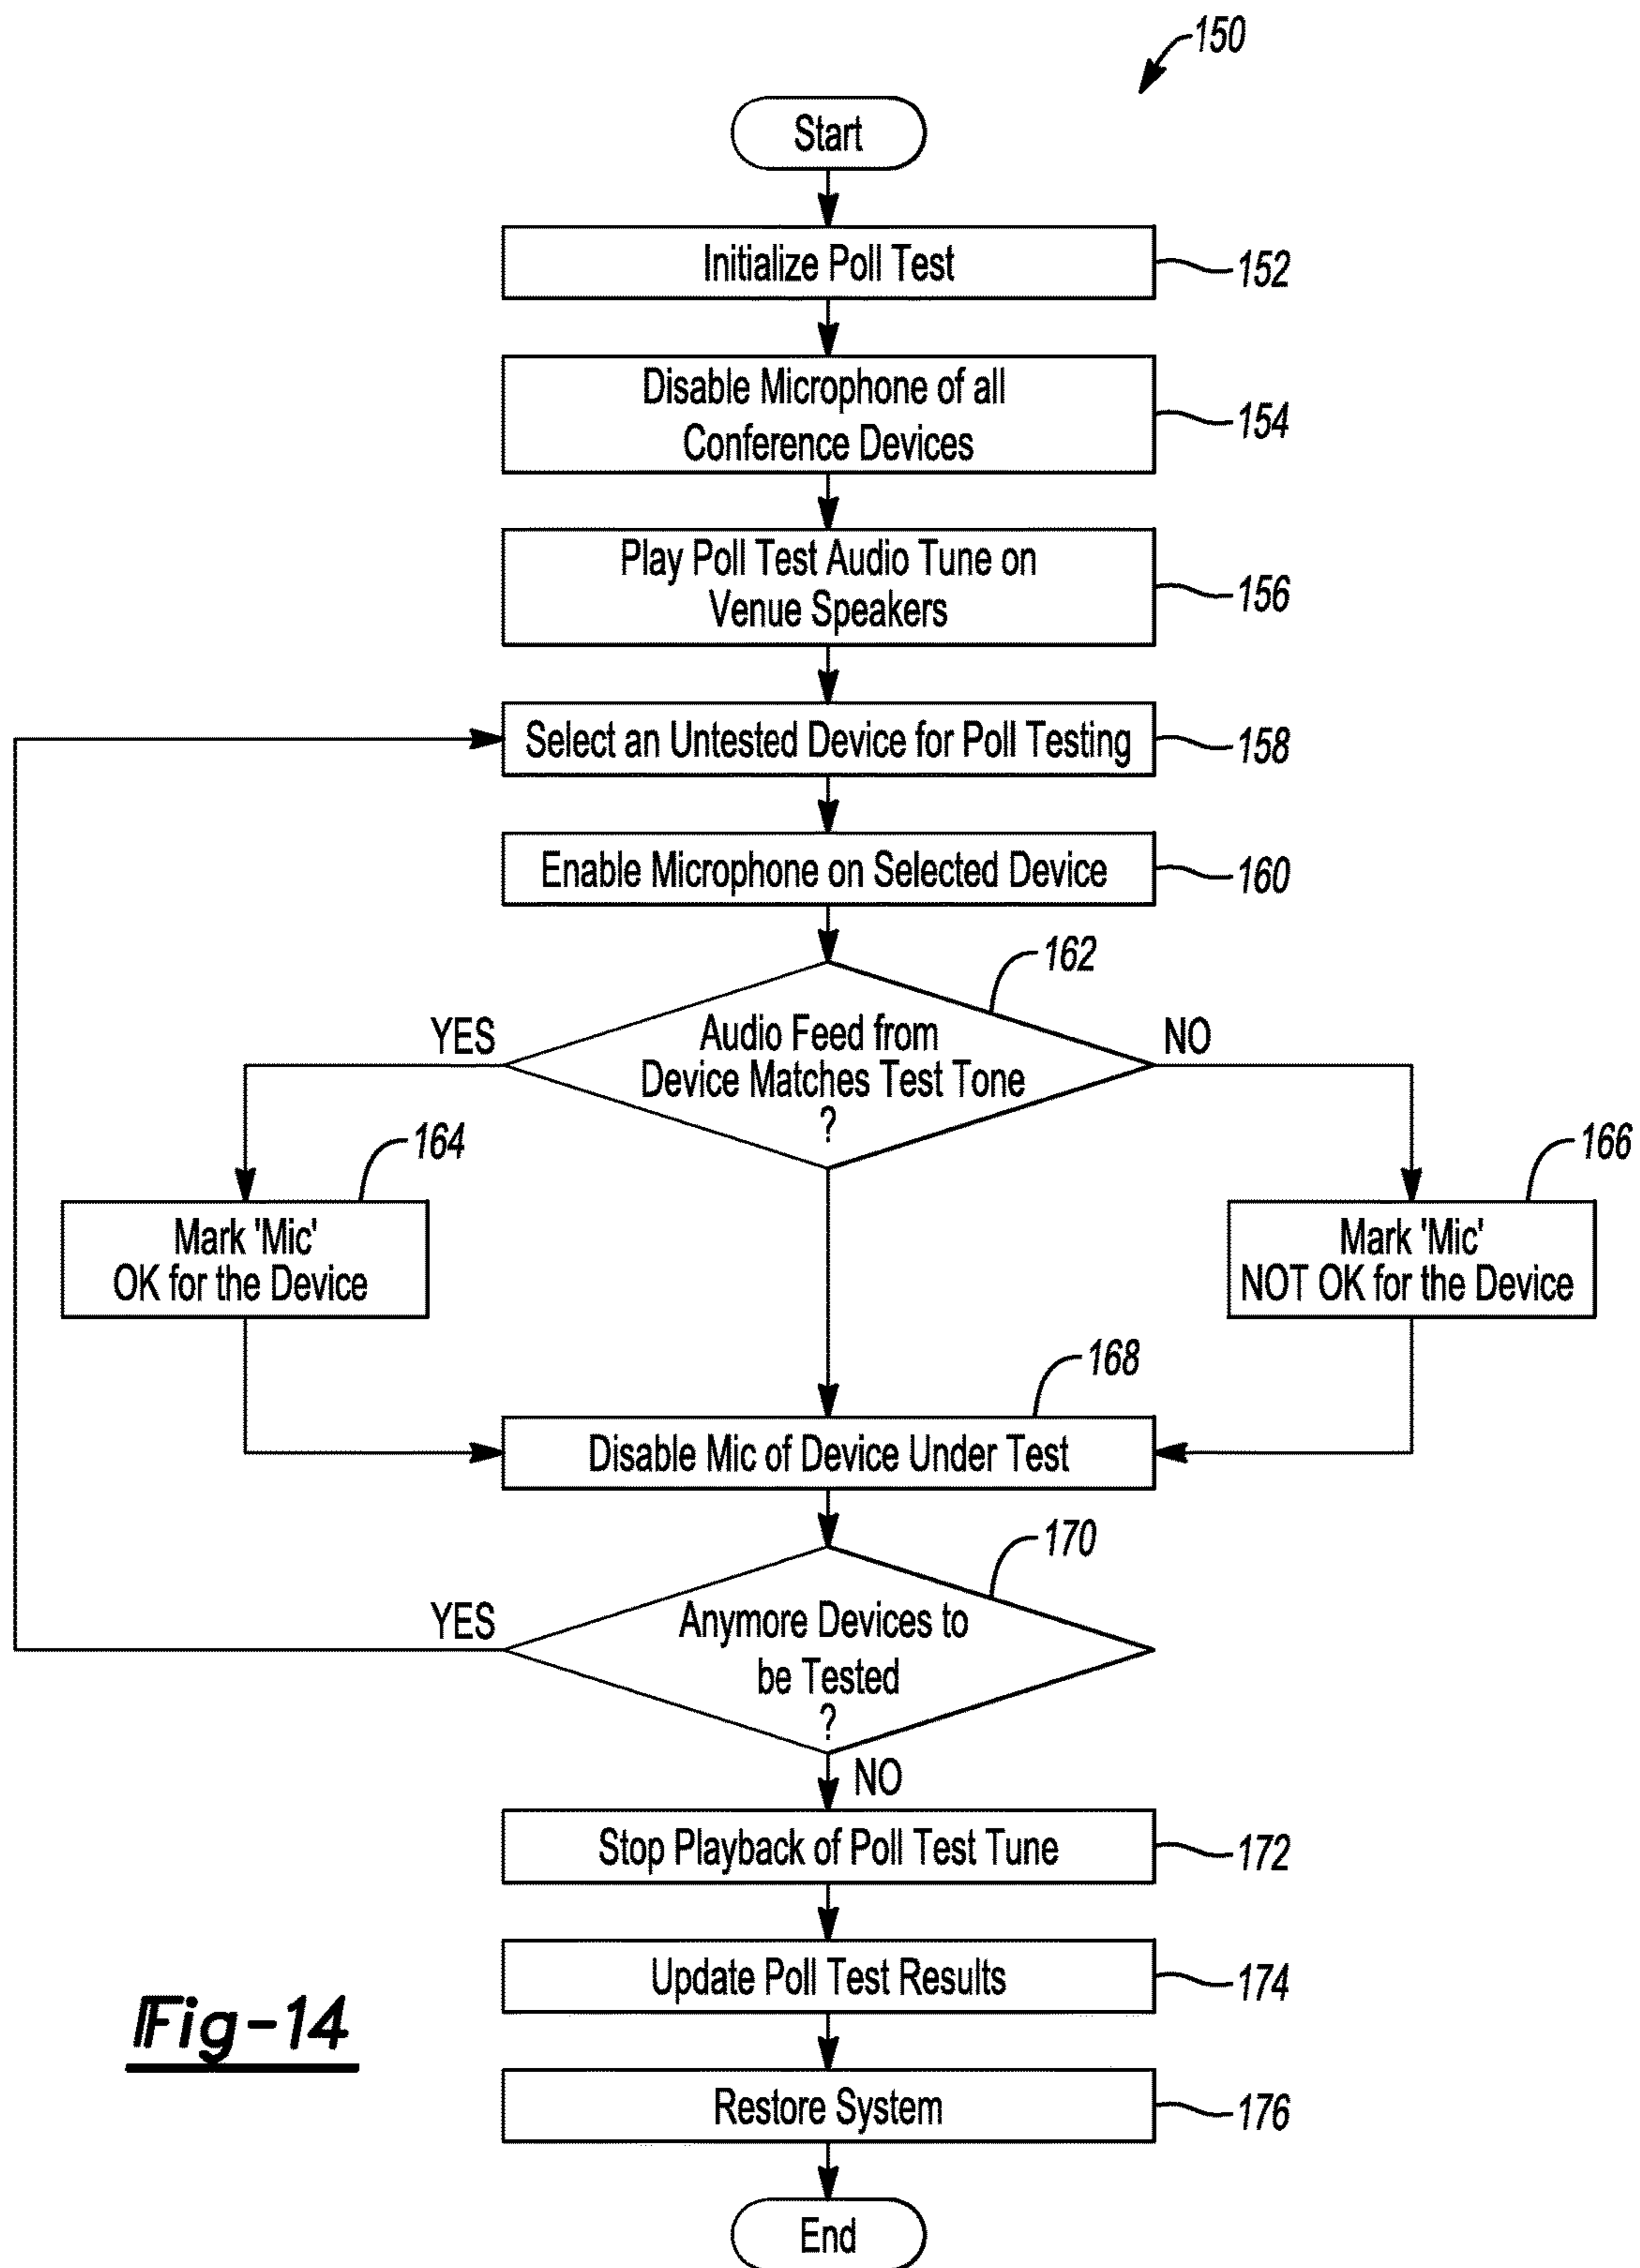 150
Start
Initialize Poll Test
152
Disable Microphone of all
Conference Devices
154
Play Poll Test Audio Tune on
Venue Speakers
156
Select an Untested Device for Poll Testing
158
Enable Microphone on Selected Device
160
162
YES
Audio Feed from
Device Matches Test Tone
?
NO
164
Mark 'Mic'
OK for the Device
166
Mark 'Mic'
NOT OK for the Device
168
Disable Mic of Device Under Test
170
YES
Anymore Devices to
be Tested
?
NO
Stop Playback of Poll Test Tune
172
Update Poll Test Results
174
Restore System
176
End
Fig-14